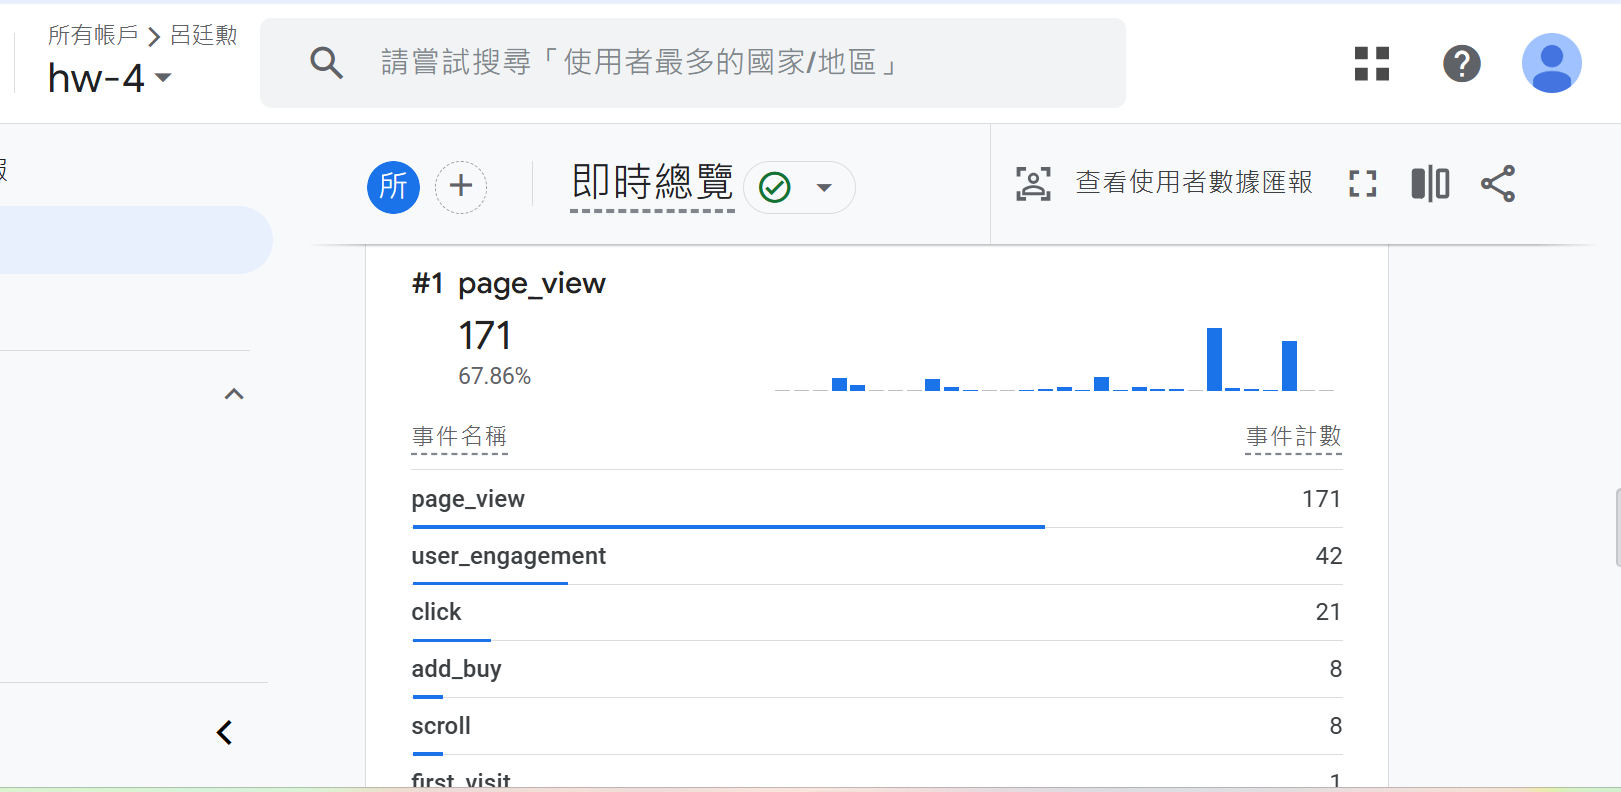 所有帳戶 > 呂廷勳
hw-4
請嘗試搜尋「使用者最多的國家/地區」
報
所
即時總覽
查看使用者數據匯報
#1 page_view
171
67.86%
事件名稱 事件計數
page_view 171
user_engagement 42
click 21
add_buy 8
scroll 8
first_visit 1